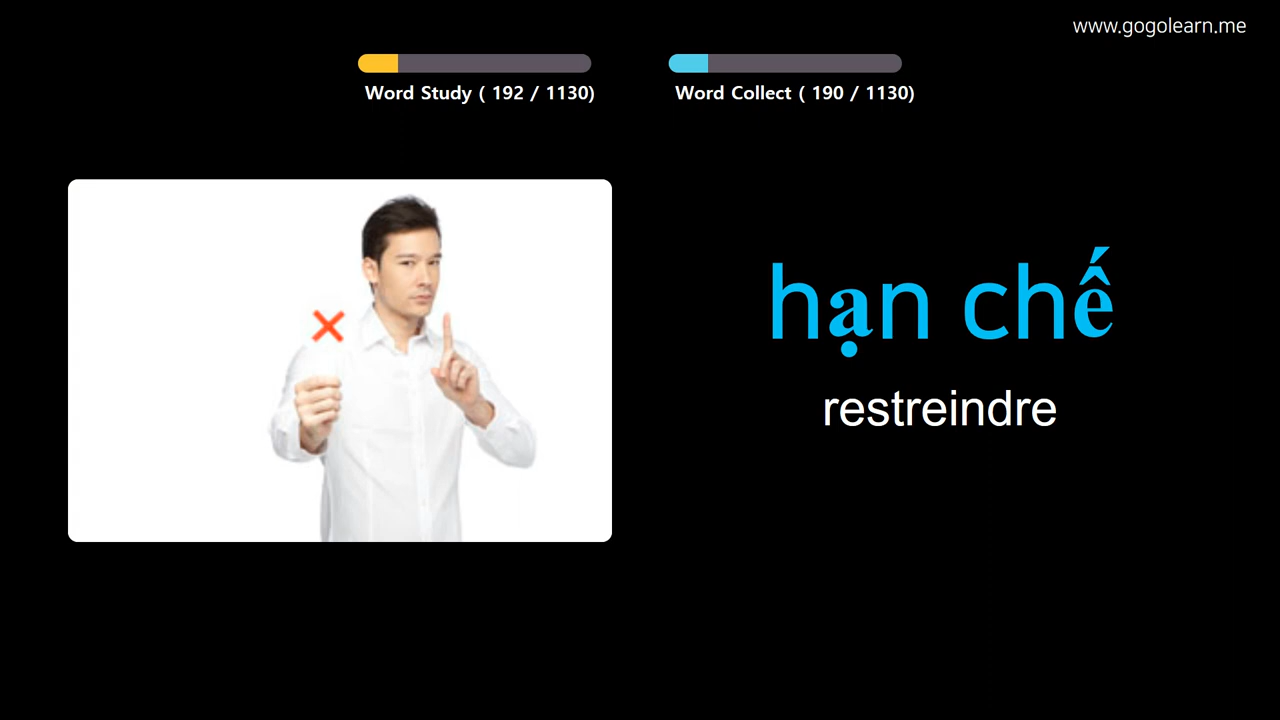 www.gogolearn.me
Word Study ( 192 / 1130)
Word Collect ( 190 / 1130)
hạn chế
restreindre